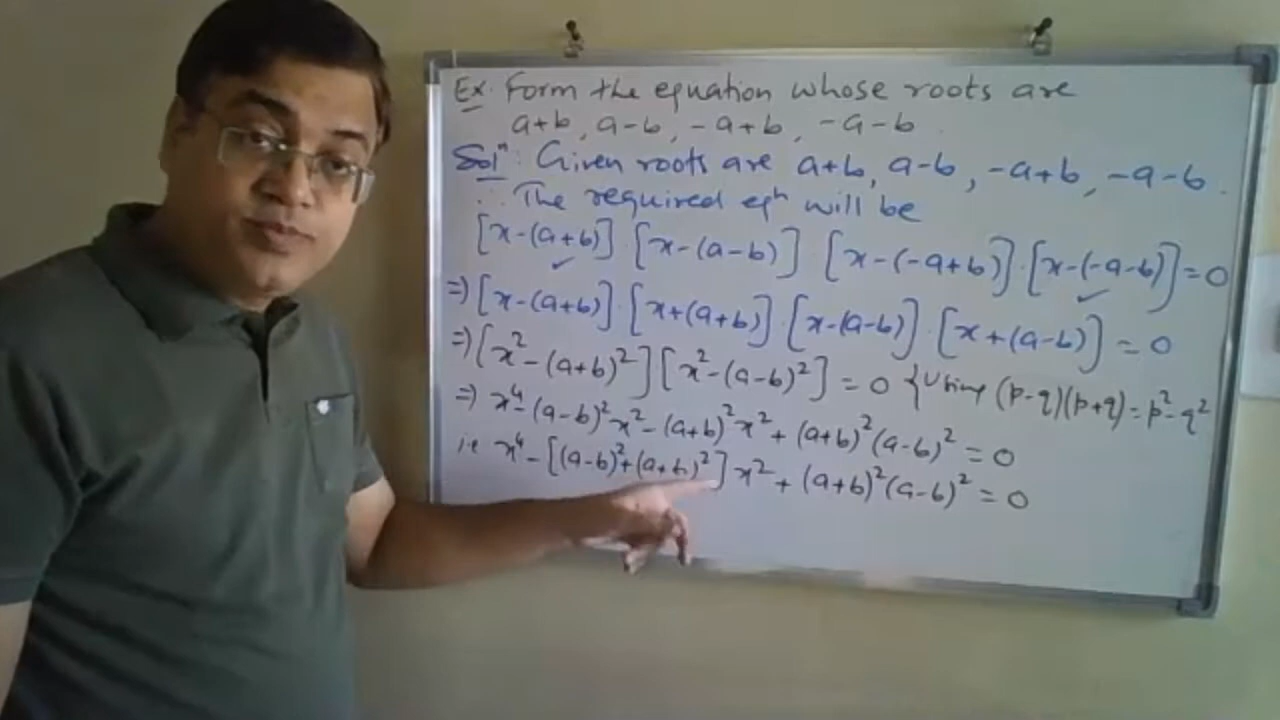 Ex. Form the equation whose roots are
a+b, a-b, -a+b, -a-b.
Solⁿ: Given roots are a+b, a-b, -a+b, -a-b.
∴ The required eqⁿ will be
[x-(a+b)].[x-(a-b)] [x-(-a+b)].[x-(-a-b)]=0
⇒[x-(a+b)].[x+(a+b)].[x-(a-b)].[x+(a-b)]=0
⇒[x²-(a+b)²][x²-(a-b)²]=0 {Using (p-q)(p+q)=p²-q²
⇒ x⁴-(a-b)²x²-(a+b)²x²+(a+b)²(a-b)²=0
i.e x⁴-[(a-b)²+(a+b)²]x²+(a+b)²(a-b)²=0